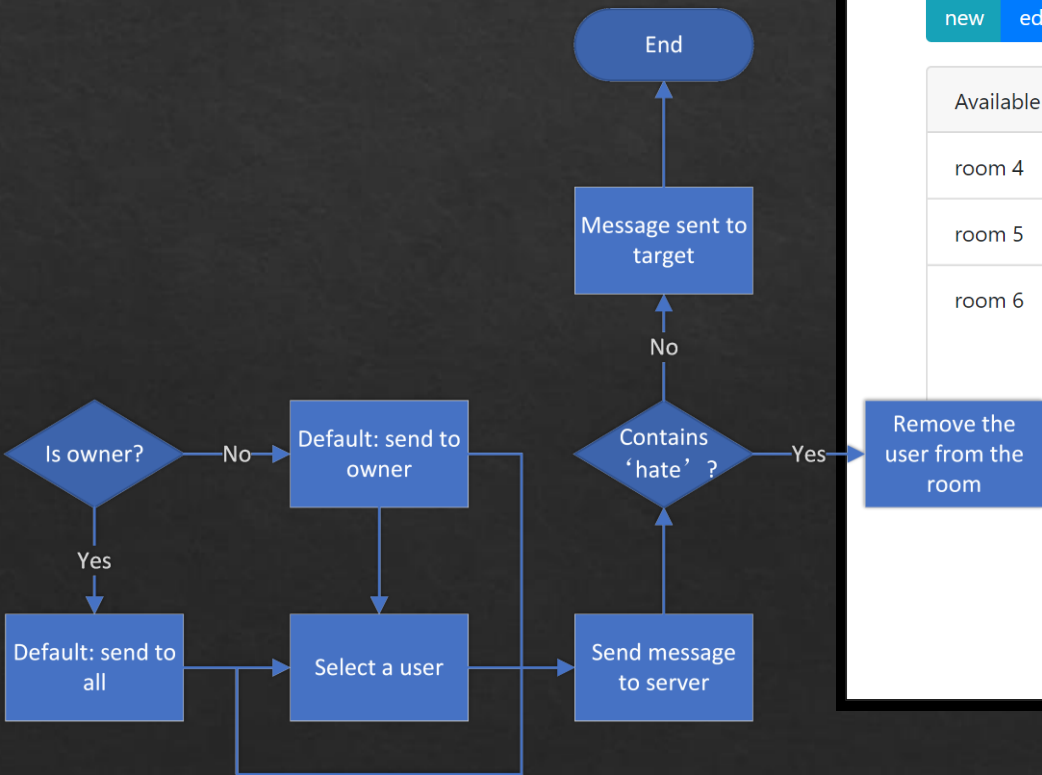 End
new
ed
Available
room 4
room 5
room 6
Message sent to
target
No
Is owner?
No
Default: send to
owner
Contains
‘hate’ ?
Yes
Remove the
user from the
room
Yes
Default: send to
all
Select a user
Send message
to server